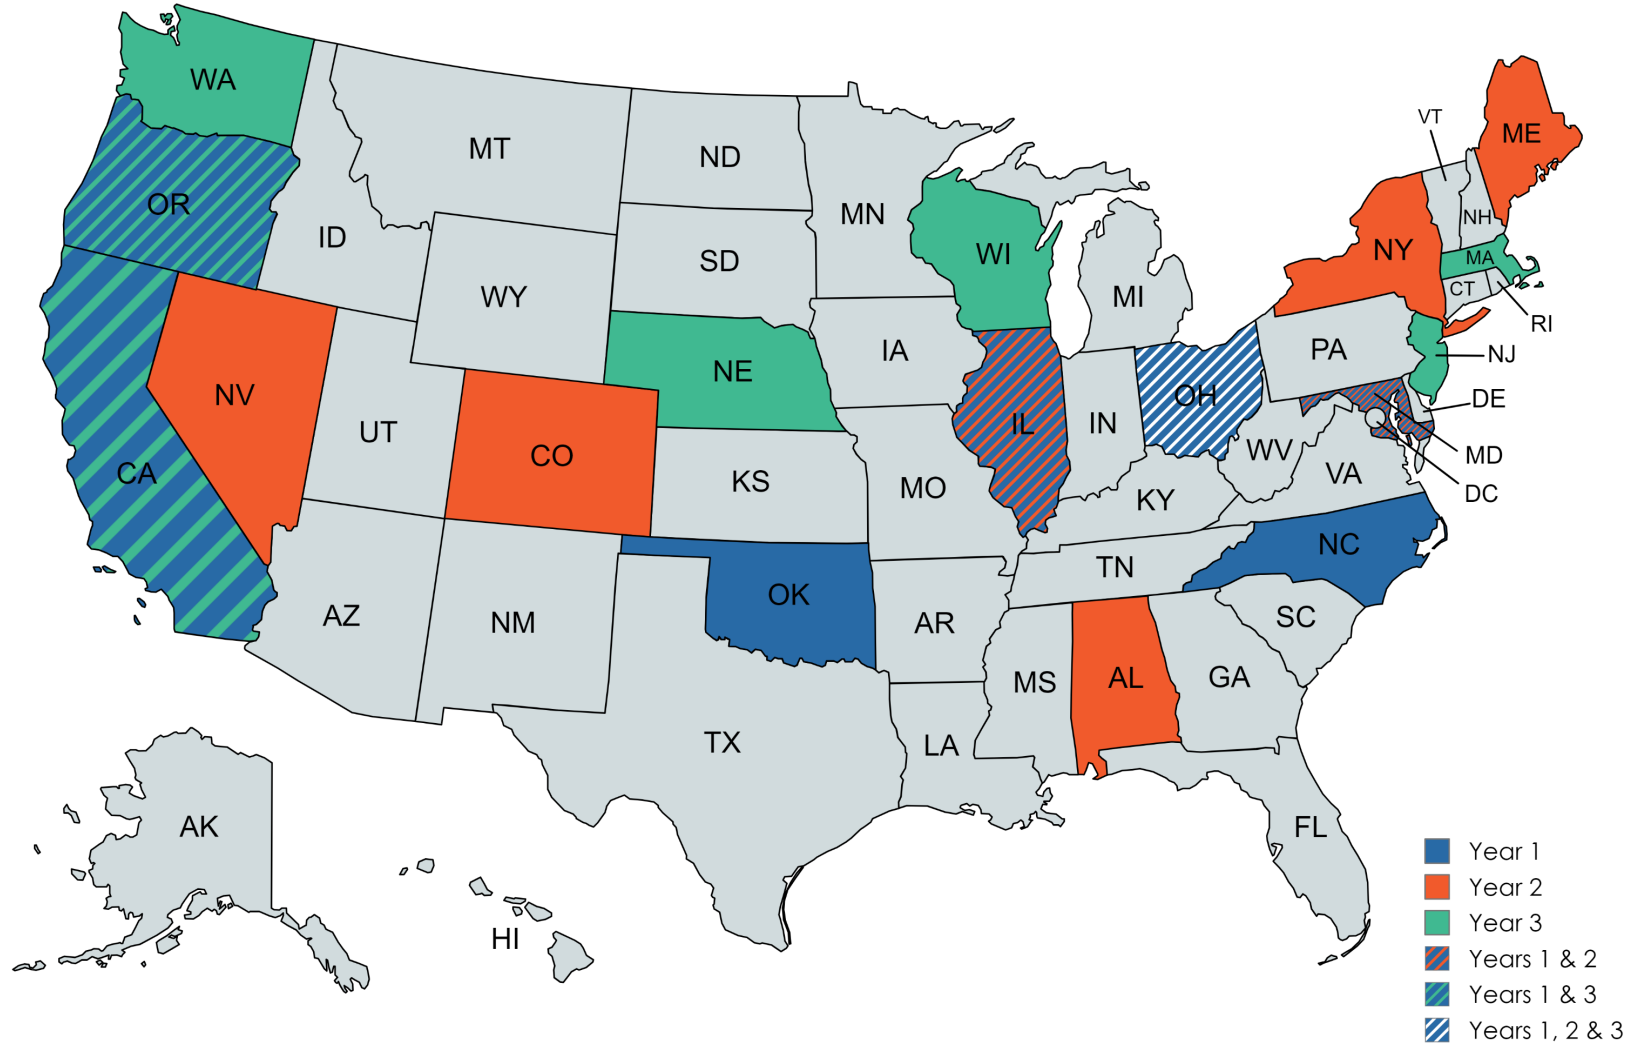 WA
MT
ND
MN
VT
ME
OR
ID
SD
WI
NH
NY
MA
WY
MI
CT
RI
IA
PA
NJ
NV
NE
OH
DE
UT
CO
IL
IN
WV
MD
CA
KS
MO
KY
VA
DC
NC
OK
TN
AZ
NM
AR
SC
MS
AL
GA
TX
LA
AK
FL
HI
Year 1
Year 2
Year 3
Years 1 & 2
Years 1 & 3
Years 1, 2 & 3